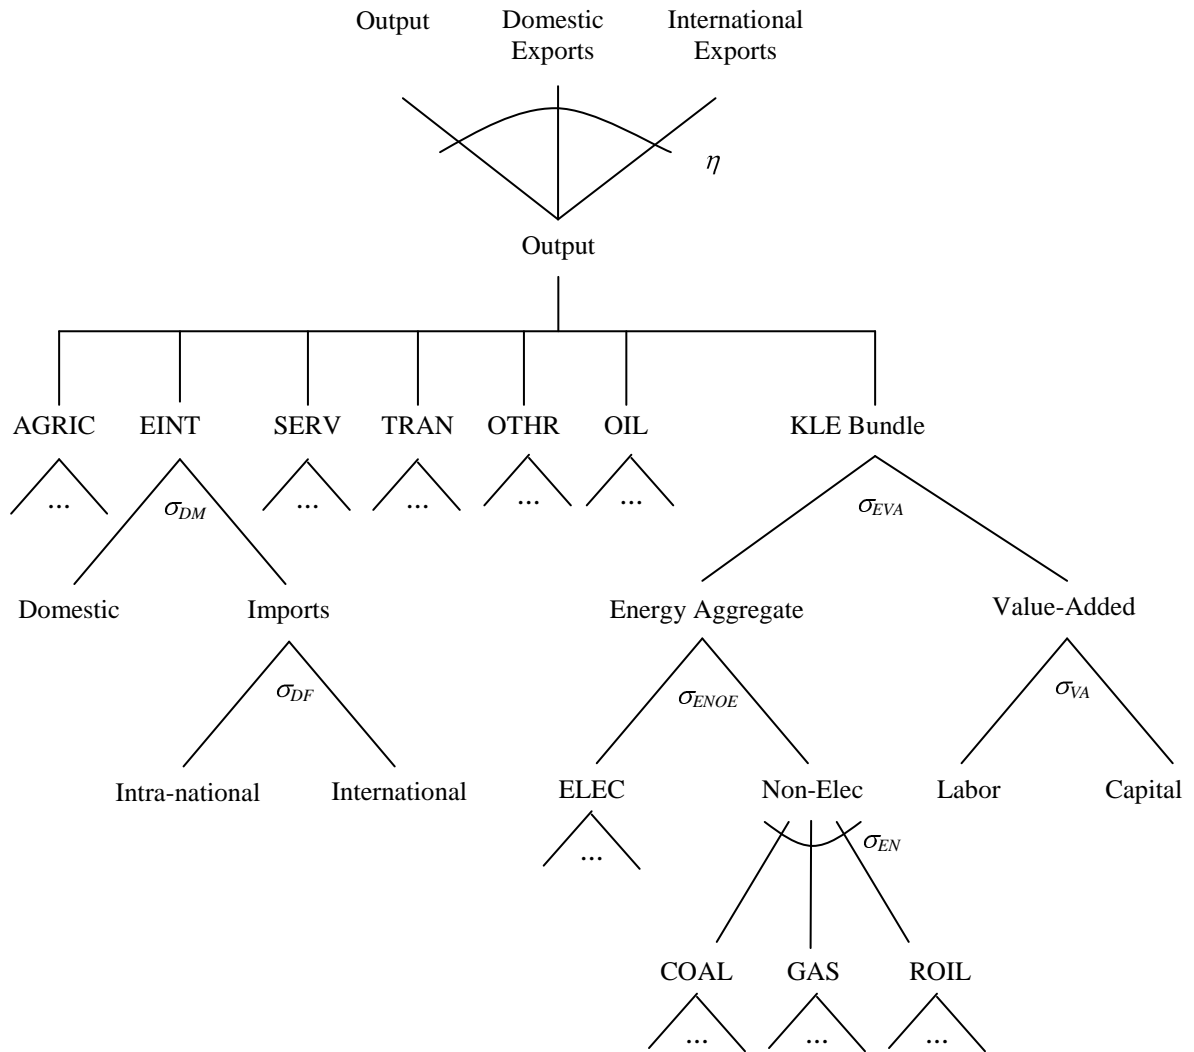 Output
Domestic
Exports
International
Exports
η
Output
AGRIC EINT SERV TRAN OTHR OIL KLE Bundle
... σDM ... ... ... ... σEVA
Domestic Imports Energy Aggregate Value-Added
σDF σENOE σVA
Intra-national International ELEC Non-Elec Labor Capital
... σEN
COAL GAS ROIL
... ... ...